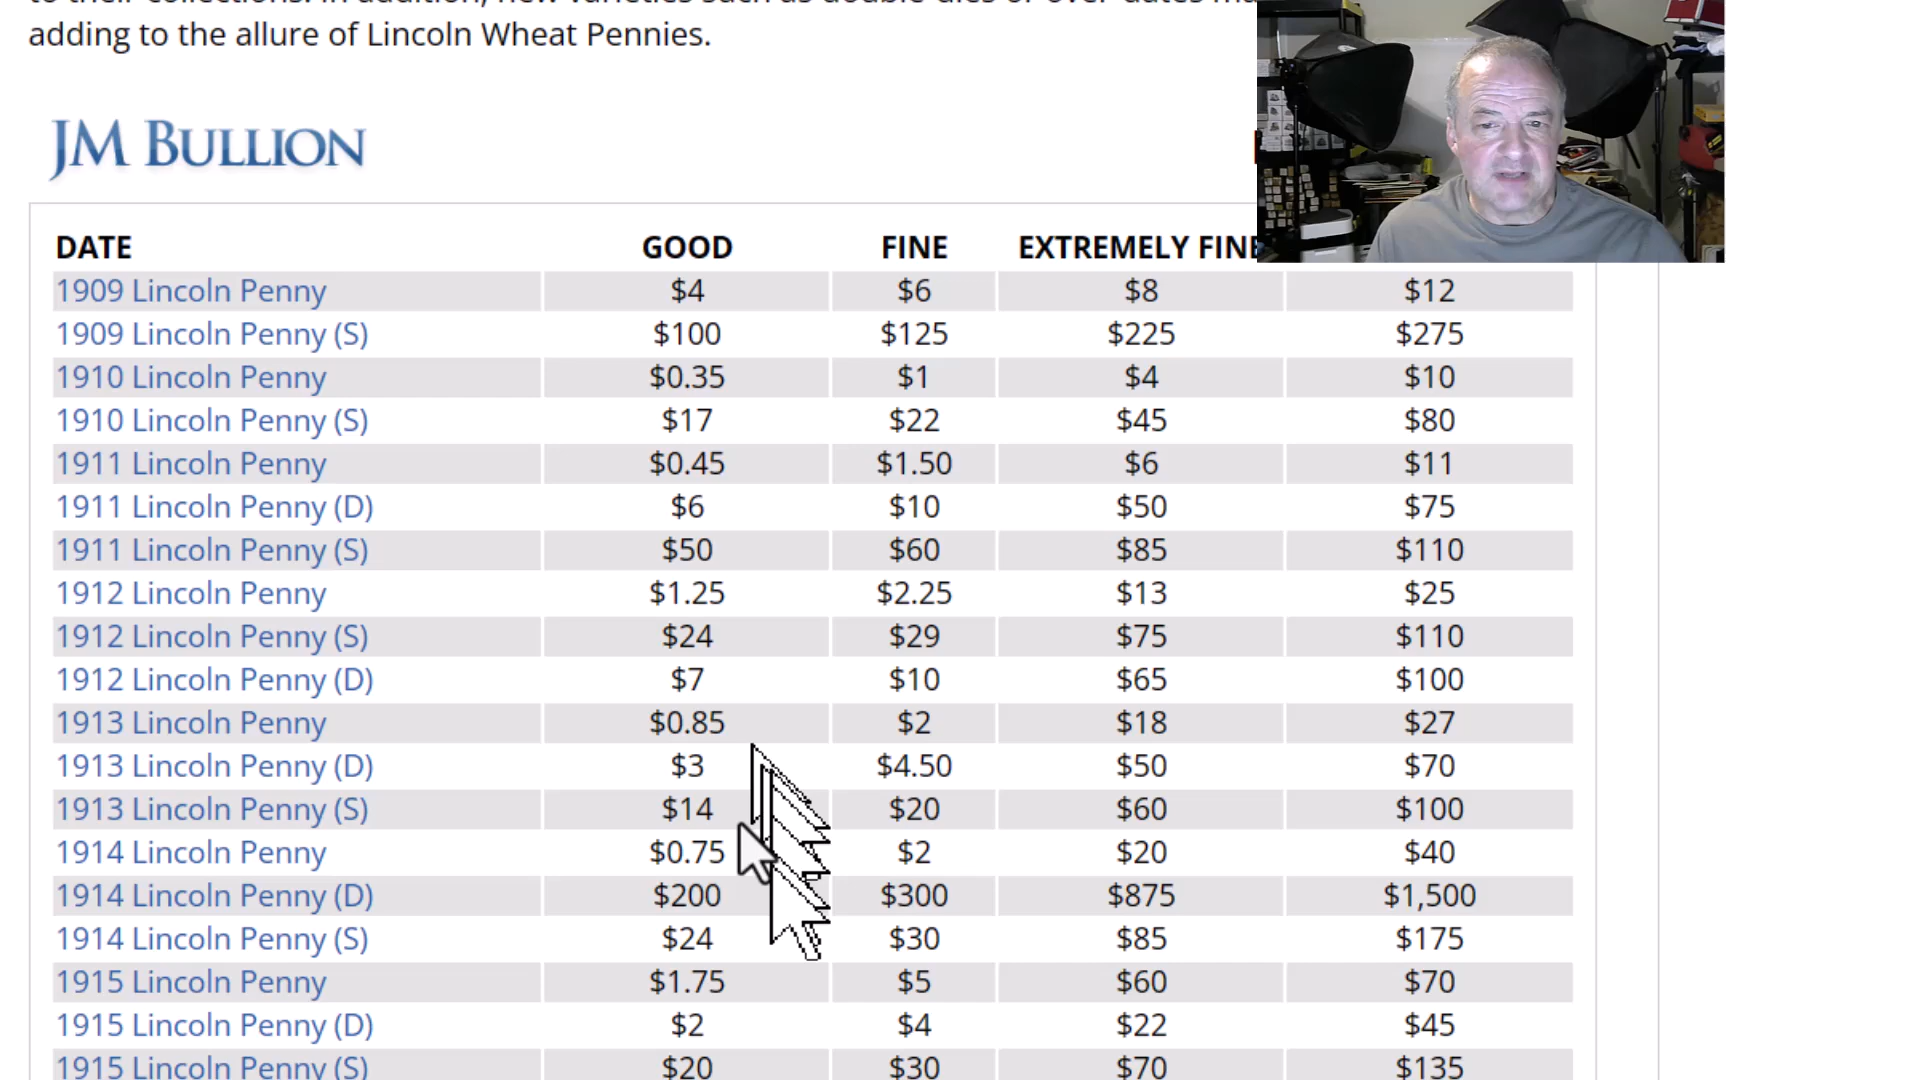 adding to the allure of Lincoln Wheat Pennies.
JM BULLION
DATE GOOD FINE EXTREMELY FINE
1909 Lincoln Penny $4 $6 $8 $12
1909 Lincoln Penny (S) $100 $125 $225 $275
1910 Lincoln Penny $0.35 $1 $4 $10
1910 Lincoln Penny (S) $17 $22 $45 $80
1911 Lincoln Penny $0.45 $1.50 $6 $11
1911 Lincoln Penny (D) $6 $10 $50 $75
1911 Lincoln Penny (S) $50 $60 $85 $110
1912 Lincoln Penny $1.25 $2.25 $13 $25
1912 Lincoln Penny (S) $24 $29 $75 $110
1912 Lincoln Penny (D) $7 $10 $65 $100
1913 Lincoln Penny $0.85 $2 $18 $27
1913 Lincoln Penny (D) $3 $4.50 $50 $70
1913 Lincoln Penny (S) $14 $20 $60 $100
1914 Lincoln Penny $0.75 $2 $20 $40
1914 Lincoln Penny (D) $200 $300 $875 $1,500
1914 Lincoln Penny (S) $24 $30 $85 $175
1915 Lincoln Penny $1.75 $5 $60 $70
1915 Lincoln Penny (D) $2 $4 $22 $45
1915 Lincoln Penny (S) $20 $30 $70 $135